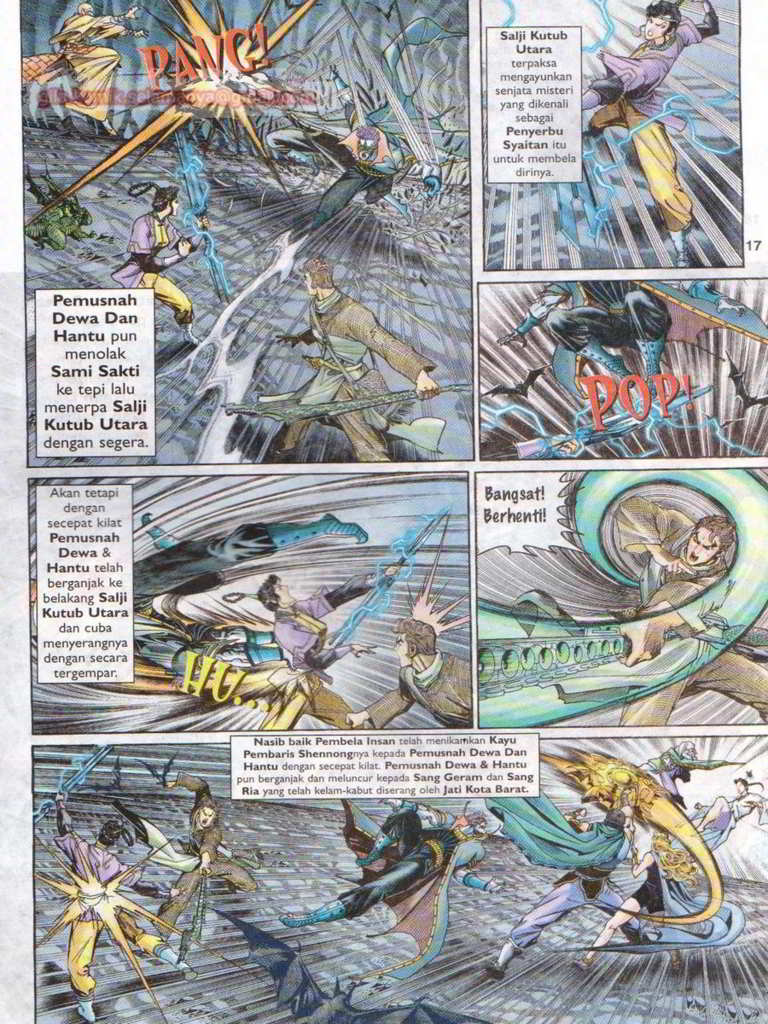 PANG!
Pemusnah
Dewa Dan
Hantu pun
menolak
Sami Sakti
ke tepi lalu
menerpa Salji
Kutub Utara
dengan segera.
Salji Kutub
Utara
terpaksa
mengayunkan
senjata misteri
yang dikenali
sebagai
Penyerbu
Syaitan itu
untuk membela
dirinya.
17
POP!
Akan tetapi
dengan
secepat kilat
Pemusnah
Dewa &
Hantu telah
berganjak ke
belakang Salji
Kutub Utara
dan cuba
menyerangnya
dengan secara
tergempar.
HU....
Bangsat!
Berhenti!
Nasib baik Pembela Insan telah menikamkan Kayu
Pembaris Shennongnya kepada Pemusnah Dewa Dan
Hantu dengan secepat kilat. Pemusnah Dewa & Hantu
pun berganjak dan meluncur kepada Sang Geram dan Sang
Ria yang telah kelam-kabut diserang oleh Jati Kota Barat.